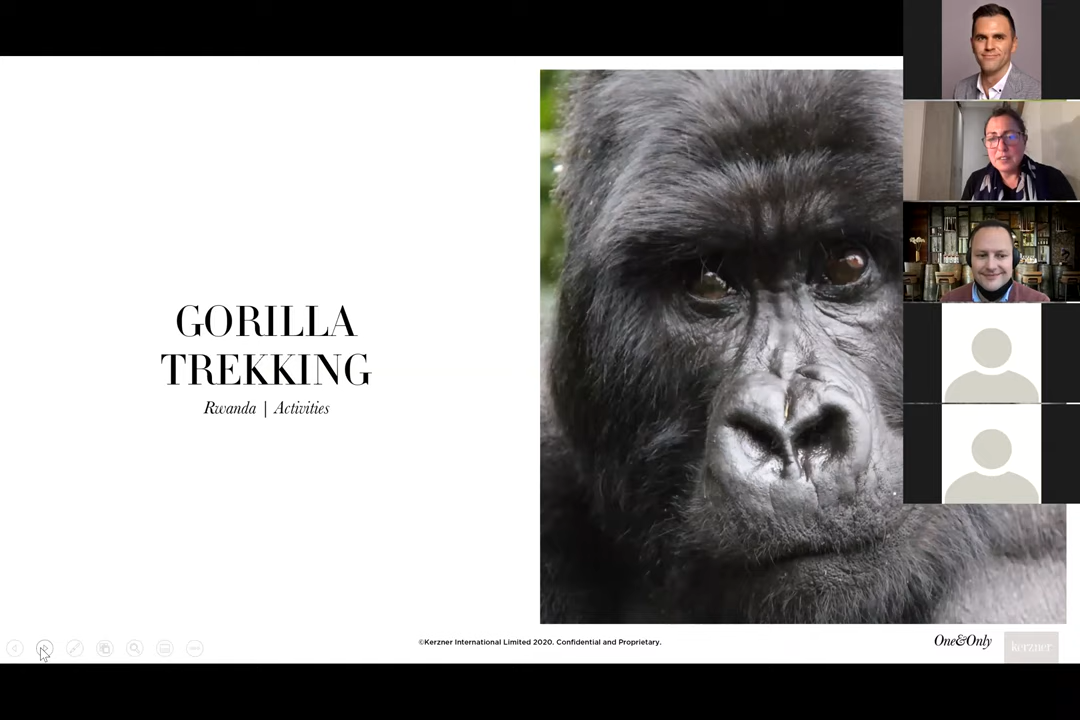 GORILLA
TREKKING
Rwanda | Activities
©Kerzner International Limited 2020. Confidential and Proprietary.
One&Only
kerzner